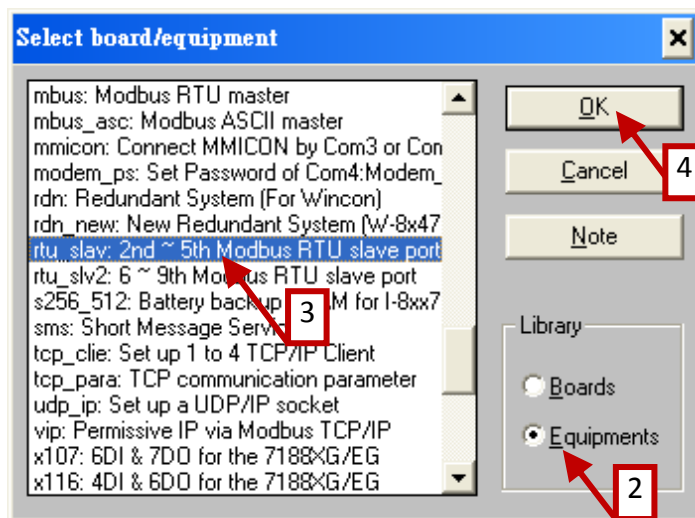 Select board/equipment
mbus: Modbus RTU master
mbus_asc: Modbus ASCII master
mmicon: Connect MMICON by Com3 or Con
modem_ps: Set Password of Com4:Modem_
rdn: Redundant System (For Wincon)
rdn_new: New Redundant System (W-8x47
rtu_slav: 2nd ~ 5th Modbus RTU slave port
rtu_slv2: 6 ~ 9th Modbus RTU slave port
s256_512: Battery backup M for I-8xx7
sms: Short Message Servi
tcp_clie: Set up 1 to 4 TCP/IP Client
tcp_para: TCP communication parameter
udp_ip: Set up a UDP/IP socket
vip: Permissive IP via Modbus TCP/IP
x107: 6DI & 7DO for the 7188XG/EG
x116: 4DI & 6DO for the 7188XG/EG
3
OK
4
Cancel
Note
Library
Boards
Equipments
2